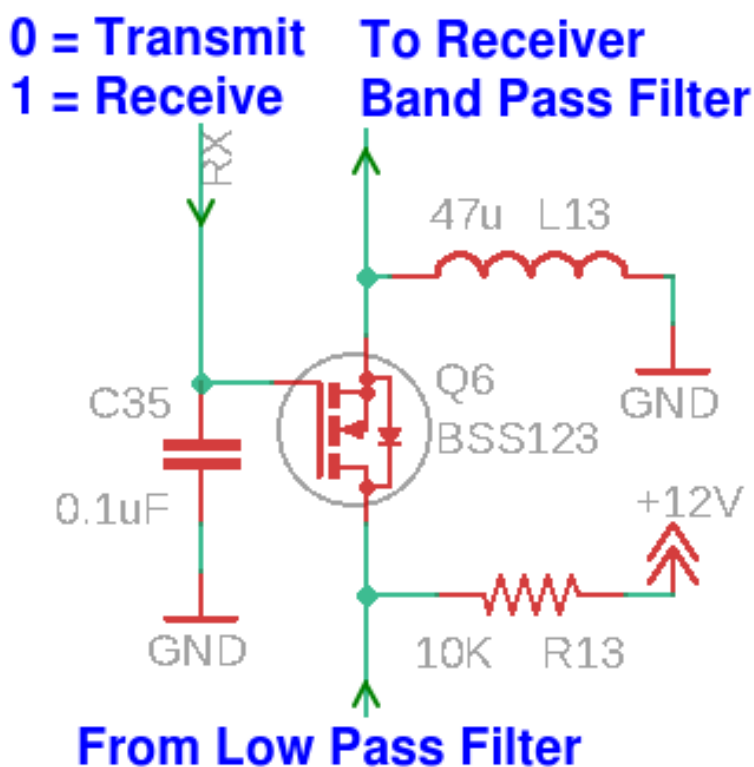 0 = Transmit
1 = Receive
To Receiver
Band Pass Filter
RX
47u L13
C35
0.1uF
GND
Q6
BSS123
GND
+12V
10K R13
From Low Pass Filter